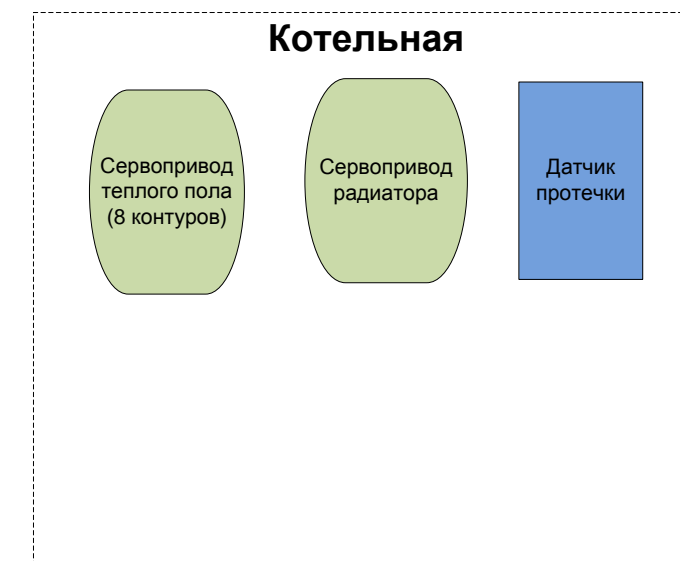 Котельная
Сервопривод
теплого пола
(8 контуров)
Сервопривод
радиатора
Датчик
протечки